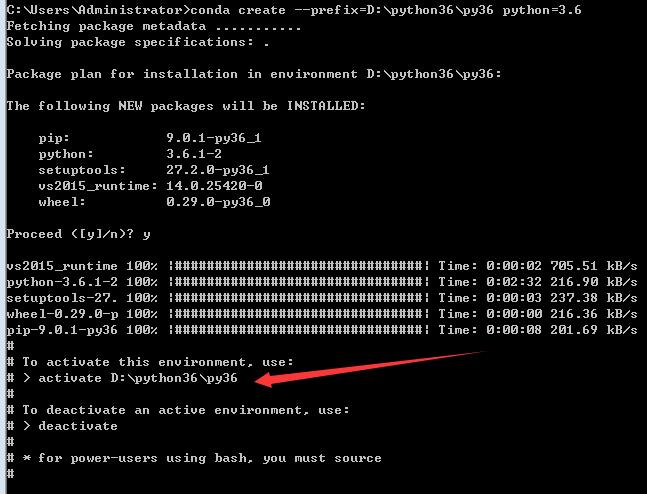 C:\Users\Administrator>conda create --prefix=D:\python36\py36 python=3.6
Fetching package metadata ...........
Solving package specifications: .
Package plan for installation in environment D:\python36\py36:
The following NEW packages will be INSTALLED:
pip: 9.0.1-py36_1
python: 3.6.1-2
setuptools: 27.2.0-py36_1
vs2015_runtime: 14.0.25420-0
wheel: 0.29.0-py36_0
Proceed ([y]/n)? y
vs2015_runtime 100% |###############################| Time: 0:00:02 705.51 kB/s
python-3.6.1-2 100% |###############################| Time: 0:02:32 216.90 kB/s
setuptools-27. 100% |###############################| Time: 0:00:03 237.38 kB/s
wheel-0.29.0-p 100% |###############################| Time: 0:00:00 216.36 kB/s
pip-9.0.1-py36 100% |###############################| Time: 0:00:08 201.69 kB/s
#
# To activate this environment, use:
# > activate D:\python36\py36
#
# To deactivate an active environment, use:
# > deactivate
#
# * for power-users using bash, you must source
#